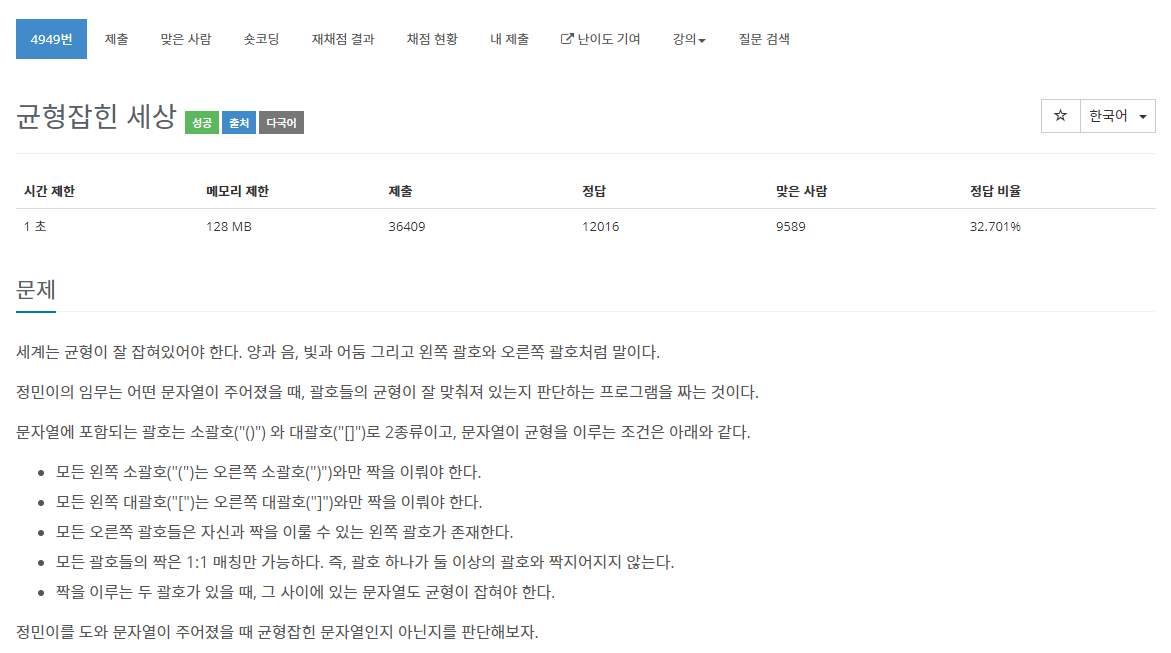 4949번 제출 맞은 사람 숏코딩 재채점 결과 채점 현황 내 제출 난이도 기여 강의 질문 검색
균형잡힌 세상 성공 출처 다국어 ☆ 한국어
시간 제한 메모리 제한 제출 정답 맞은 사람 정답 비율
1 초 128 MB 36409 12016 9589 32.701%
문제
세계는 균형이 잘 잡혀있어야 한다. 양과 음, 빛과 어둠 그리고 왼쪽 괄호와 오른쪽 괄호처럼 말이다.
정민이의 임무는 어떤 문자열이 주어졌을 때, 괄호들의 균형이 잘 맞춰져 있는지 판단하는 프로그램을 짜는 것이다.
문자열에 포함되는 괄호는 소괄호("()") 와 대괄호("[]")로 2종류이고, 문자열이 균형을 이루는 조건은 아래와 같다.
• 모든 왼쪽 소괄호("(")는 오른쪽 소괄호(")")와만 짝을 이뤄야 한다.
• 모든 왼쪽 대괄호("[")는 오른쪽 대괄호("]")와만 짝을 이뤄야 한다.
• 모든 오른쪽 괄호들은 자신과 짝을 이룰 수 있는 왼쪽 괄호가 존재한다.
• 모든 괄호들의 짝은 1:1 매칭만 가능하다. 즉, 괄호 하나가 둘 이상의 괄호와 짝지어지지 않는다.
• 짝을 이루는 두 괄호가 있을 때, 그 사이에 있는 문자열도 균형이 잡혀야 한다.
정민이를 도와 문자열이 주어졌을 때 균형잡힌 문자열인지 아닌지를 판단해보자.